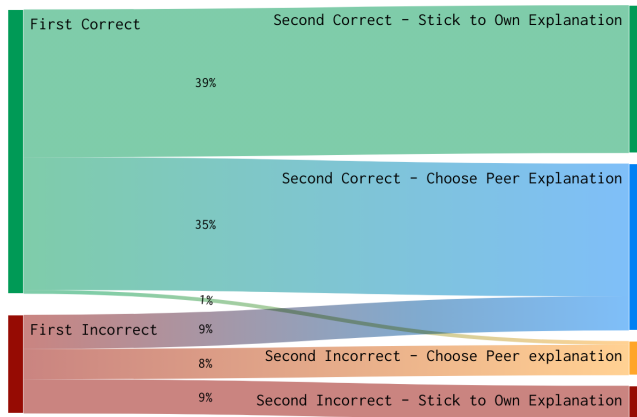 First Correct
Second Correct – Stick to Own Explanation
39%
Second Correct – Choose Peer Explanation
35%
1%
First Incorrect
9%
8%
Second Incorrect – Choose Peer explanation
9%
Second Incorrect – Stick to Own Explanation